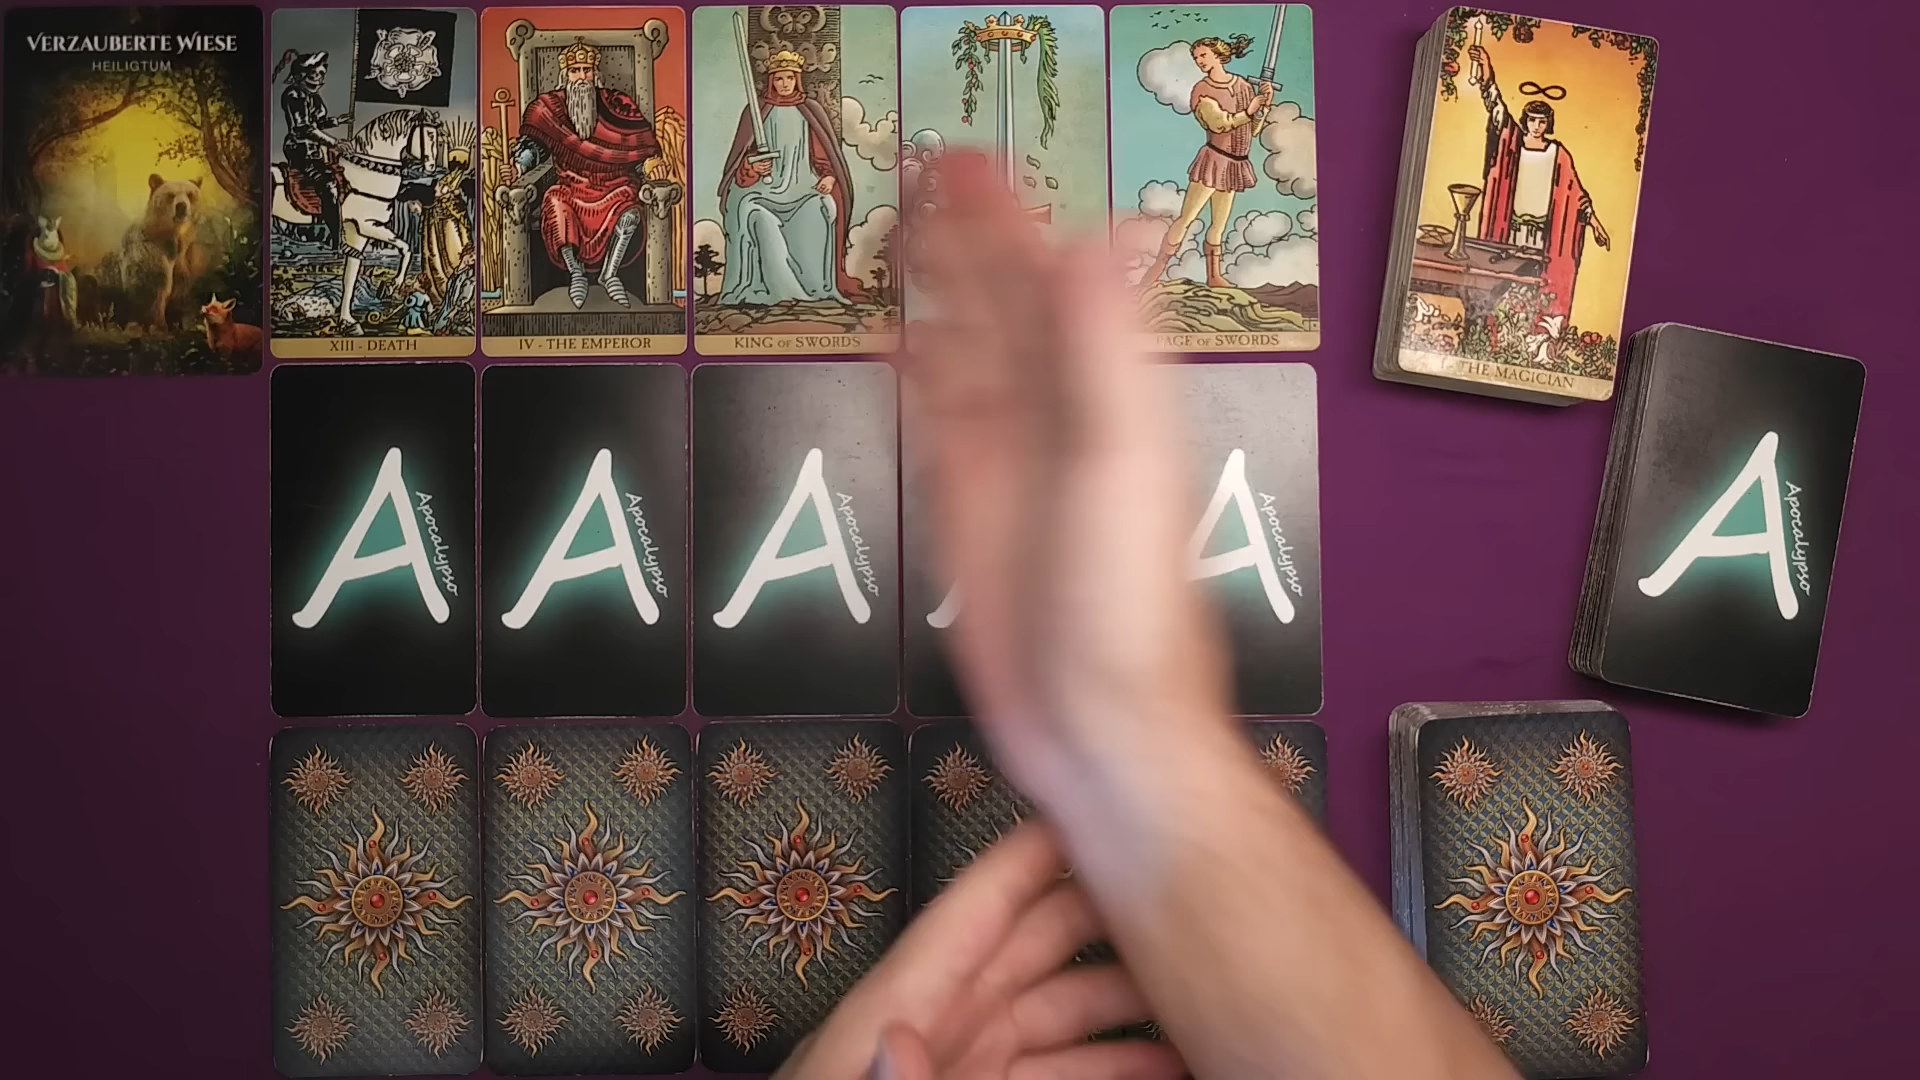 VERZAUBERTE WIESE
HEILIGTUM
XIII - DEATH
IV - THE EMPEROR
KING OF SWORDS
PAGE OF SWORDS
THE MAGICIAN
A Apocalypso
A Apocalypso
A Apocalypso
A Apocalypso
A Apocalypso